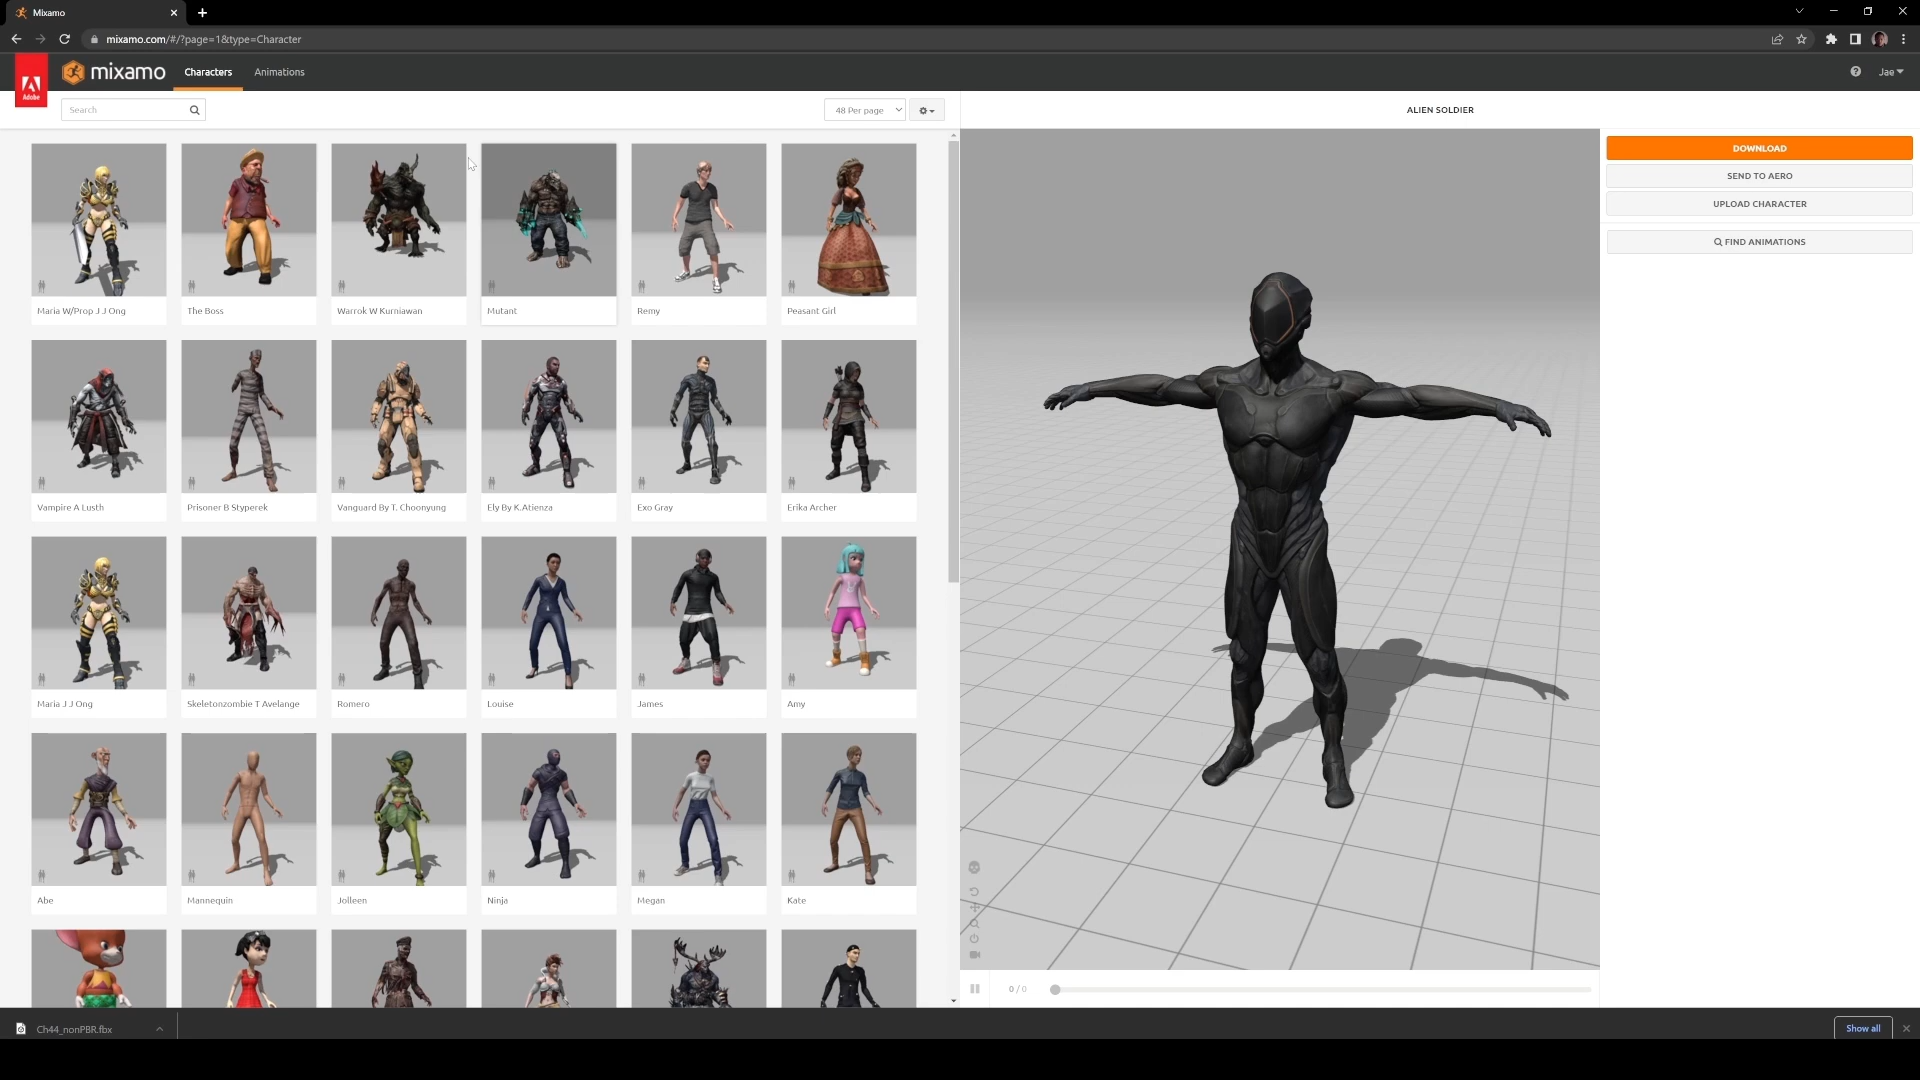 Mixamo
mixamo.com/#/?page=1&type=Character
Adobe
mixamo
Characters
Animations
Jae
Search
48 Per page
ALIEN SOLDIER
DOWNLOAD
SEND TO AERO
UPLOAD CHARACTER
FIND ANIMATIONS
Maria W/Prop J J Ong
The Boss
Warrok W Kurniawan
Mutant
Remy
Peasant Girl
Vampire A Lusth
Prisoner B Styperek
Vanguard By T. Choonyung
Ely By K.Atienza
Exo Gray
Erika Archer
Maria J J Ong
Skeletonzombie T Avelange
Romero
Louise
James
Amy
Abe
Mannequin
Jolleen
Ninja
Megan
Kate
0 / 0
Ch44_nonPBR.fbx
Show all